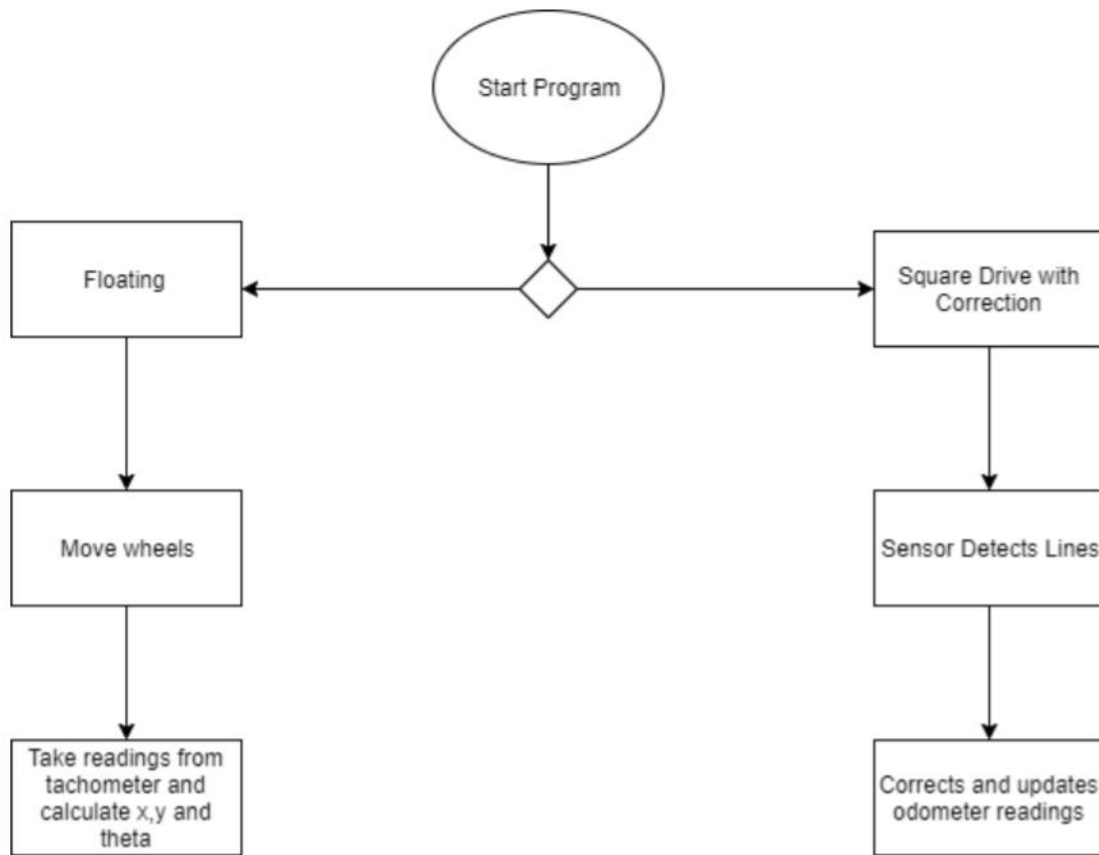 Start Program
Floating
Square Drive with
Correction
Move wheels
Sensor Detects Lines
Take readings from
tachometer and
calculate x,y and
theta
Corrects and updates
odometer readings